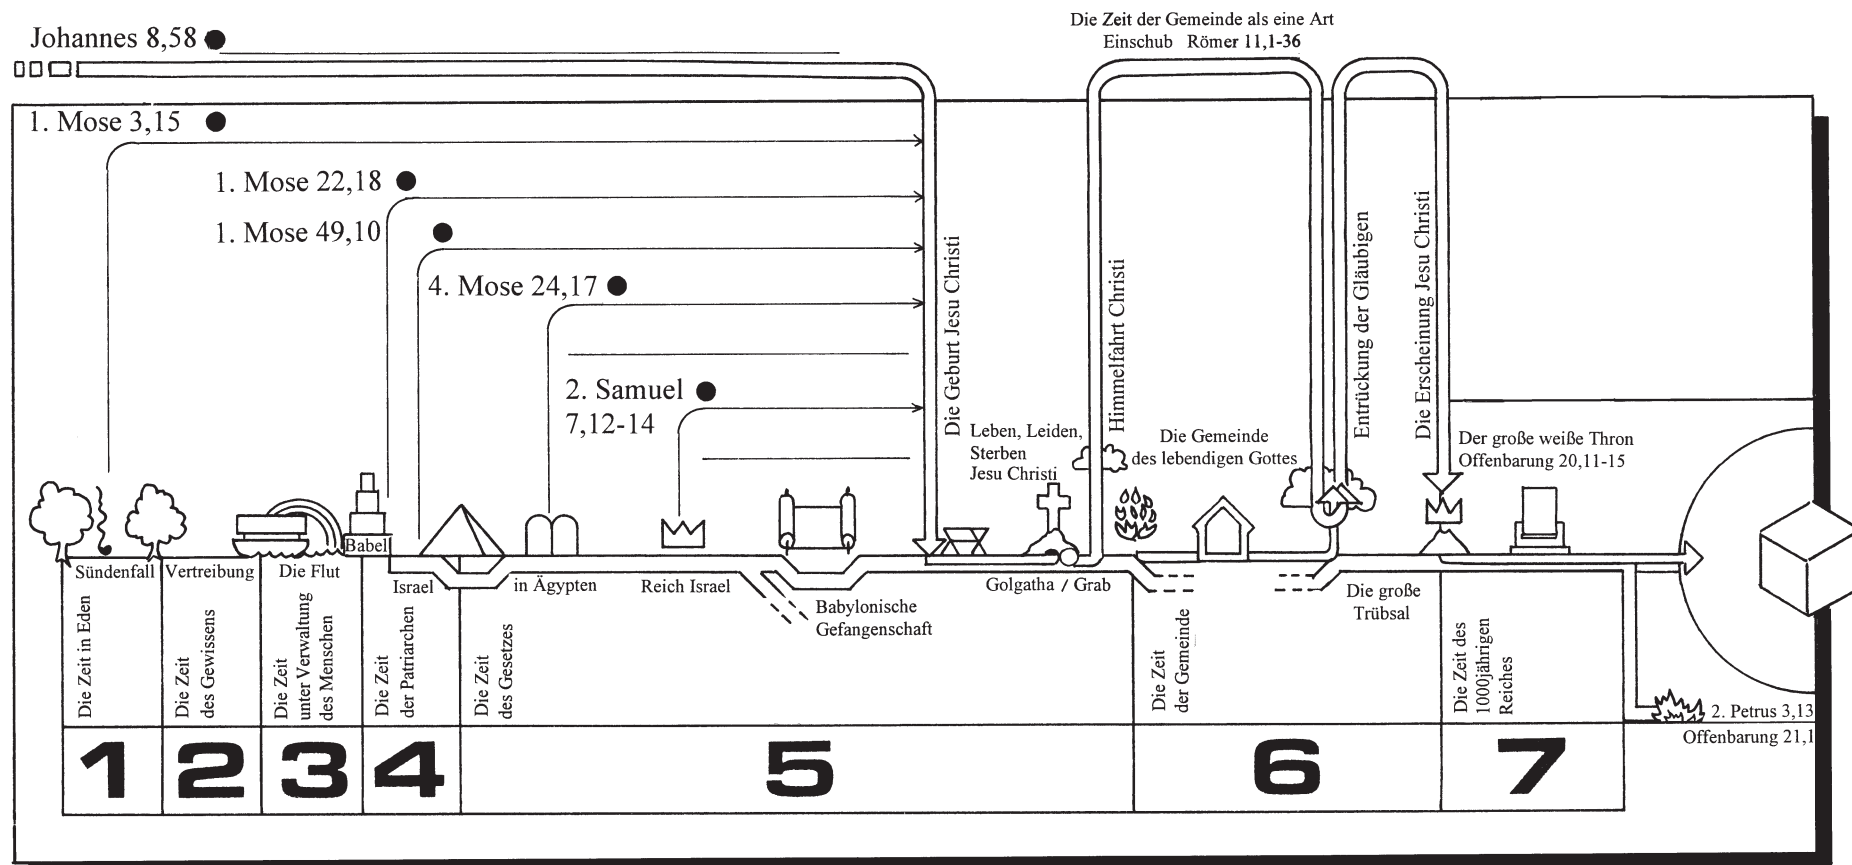 Die Zeit der Gemeinde als eine Art
Einschub Römer 11,1-36
Johannes 8,58
1. Mose 3,15
1. Mose 22,18
1. Mose 49,10
4. Mose 24,17
2. Samuel
7,12-14
Die Geburt Jesu Christi
Leben, Leiden,
Sterben
Jesu Christi
Himmelfahrt Christi
Die Gemeinde
des lebendigen Gottes
Entrückung der Gläubigen
Die Erscheinung Jesu Christi
Der große weiße Thron
Offenbarung 20,11-15
Babel
Sündenfall
Vertreibung
Die Flut
Israel
in Ägypten
Reich Israel
Babylonische
Gefangenschaft
Golgatha / Grab
Die große
Trübsal
Die Zeit in Eden
Die Zeit
des Gewissens
Die Zeit
unter Verwaltung
des Menschen
Die Zeit
der Patriarchen
Die Zeit
des Gesetzes
Die Zeit
der Gemeinde
Die Zeit des
1000jährigen
Reiches
2. Petrus 3,13
Offenbarung 21,1
1
2
3
4
5
6
7